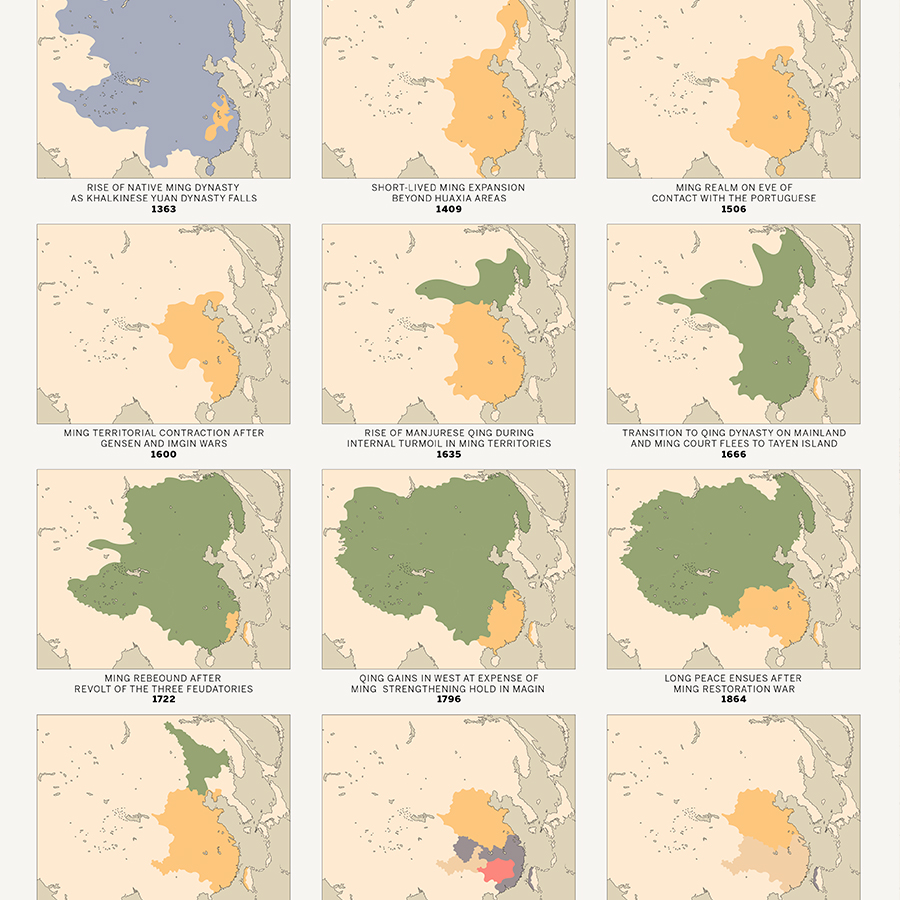 RISE OF NATIVE MING DYNASTY
AS KHALKINESE YUAN DYNASTY FALLS
1363
SHORT-LIVED MING EXPANSION
BEYOND HUAXIA AREAS
1409
MING REALM ON EVE OF
CONTACT WITH THE PORTUGUESE
1506
MING TERRITORIAL CONTRACTION AFTER
GENSEN AND IMGIN WARS
1600
RISE OF MANJURESE QING DURING
INTERNAL TURMOIL IN MING TERRITORIES
1635
TRANSITION TO QING DYNASTY ON MAINLAND
AND MING COURT FLEES TO TAYEN ISLAND
1666
MING REBOUND AFTER
REVOLT OF THE THREE FEUDATORIES
1722
QING GAINS IN WEST AT EXPENSE OF
MING STRENGTHENING HOLD IN MAGIN
1796
LONG PEACE ENSUES AFTER
MING RESTORATION WAR
1864